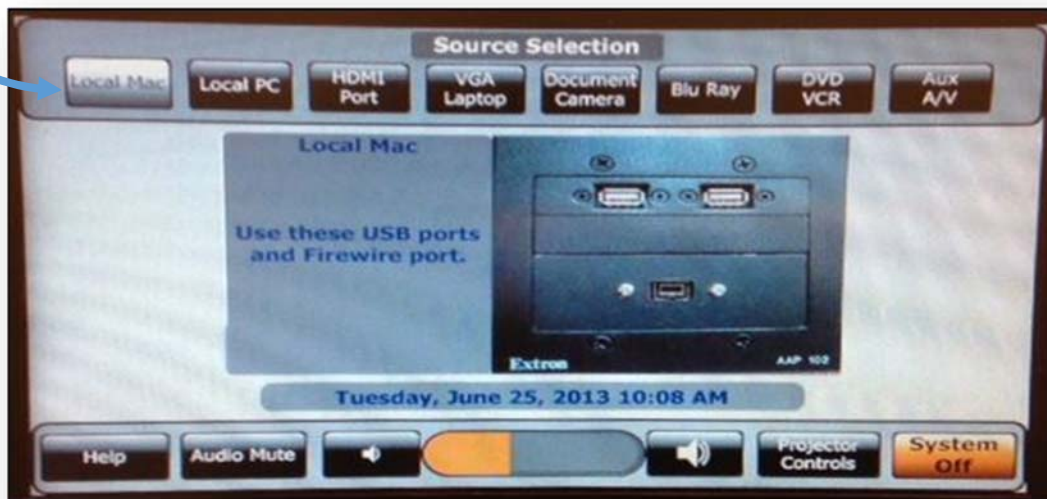 Source Selection
Local Mac
Local PC
HDMI
Port
VGA
Laptop
Document
Camera
Blu Ray
DVD
VCR
Aux
A/V
Local Mac
Use these USB ports
and Firewire port.
Extron
AAP 102
Tuesday, June 25, 2013 10:08 AM
Help
Audio Mute
Projector
Controls
System
Off